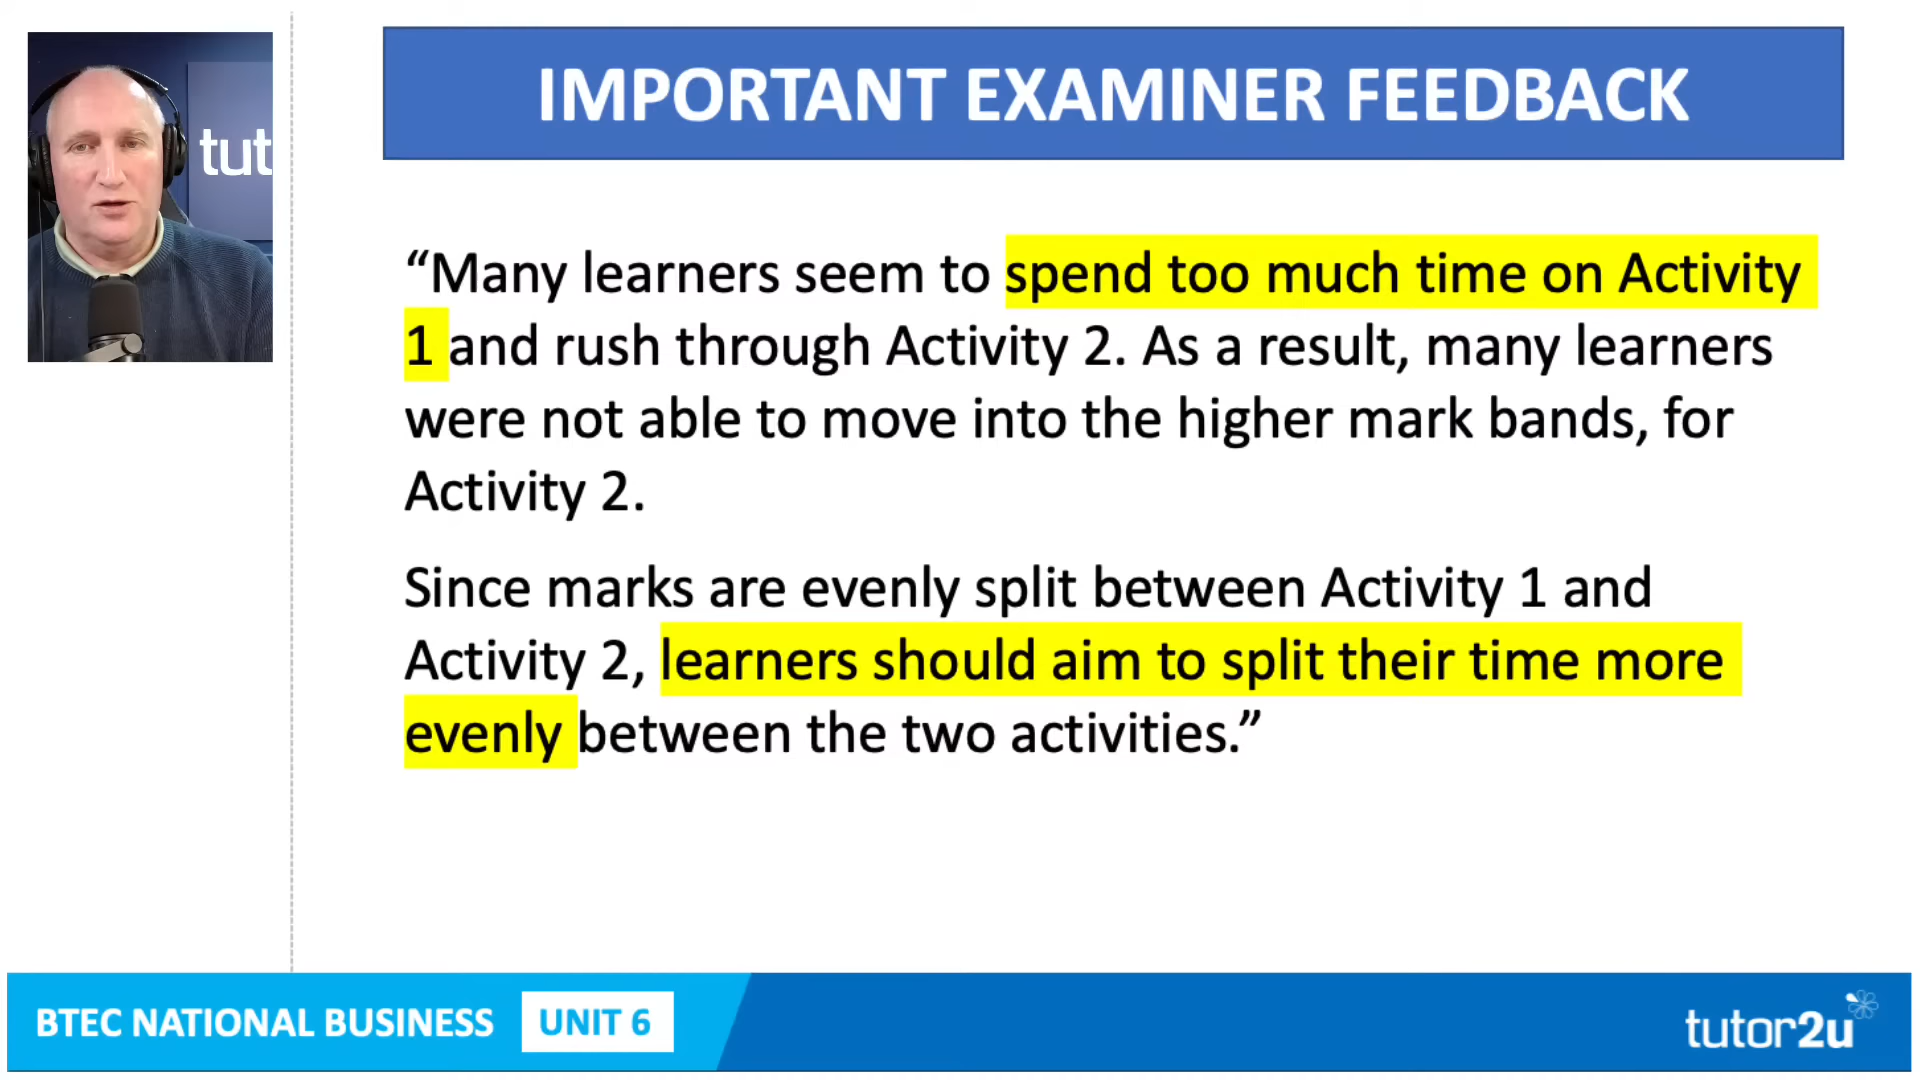 tut
IMPORTANT EXAMINER FEEDBACK
“Many learners seem to spend too much time on Activity
1 and rush through Activity 2. As a result, many learners
were not able to move into the higher mark bands, for
Activity 2.
Since marks are evenly split between Activity 1 and
Activity 2, learners should aim to split their time more
evenly between the two activities.”
BTEC NATIONAL BUSINESS UNIT 6
tutor2u